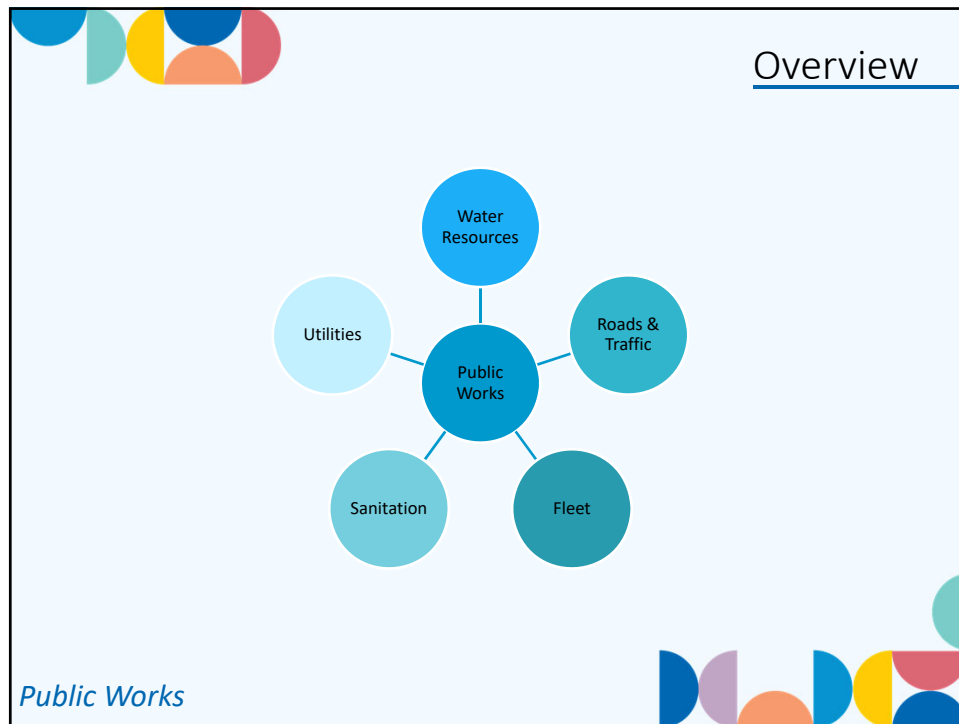 Overview
Water
Resources
Roads &
Traffic
Utilities
Public
Works
Sanitation
Fleet
Public Works